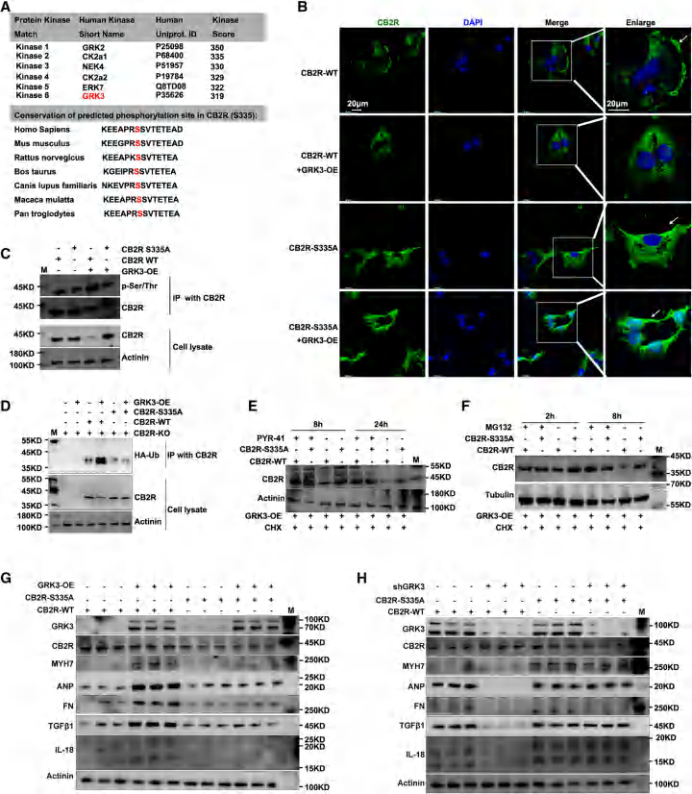 A
Protein Kinase Human Kinase Human Kinase
Match Short Name Uniprot. ID Score
Kinase 1 GRK2 P25098 350
Kinase 2 CK2a1 P68400 335
Kinase 3 NEK4 P51957 330
Kinase 4 CK2a2 P19784 329
Kinase 5 ERK7 Q8TD08 322
Kinase 6 GRK3 P35626 319
Conservation of predicted phosphorylation site in CB2R (S335):
Homo Sapiens KEEAPRSSVTETEAD
Mus musculus KEEGPRSSVTETEAD
Rattus norvegicus KEEAPKSSVTETEA
Bos taurus KGEIPRSSVTETEA
Canis lupus familiaris NKEVPRSSVTETEA
Macaca mulatta KEEAPRSSVTETEA
Pan troglodytes KEEAPRSSVTETEA
B
CB2R DAPI Merge Enlarge
CB2R-WT
20μm 20μm
CB2R-WT
+GRK3-OE
CB2R-S335A
CB2R-S335A
+GRK3-OE
C
- + - + CB2R S335A
+ - + - CB2R WT
M - - + + GRK3-OE
45KD p-Ser/Thr
IP with CB2R
45KD CB2R
45KD CB2R
Cell lysate
180KD
100KD Actinin
D
GRK3-OE
CB2R-S335A
CB2R-WT
M CB2R-KO
55KD
45KD HA-Ub IP with CB2R
35KD
55KD
45KD CB2R
35KD Cell lysate
180KD
100KD Actinin
E
8h 24h
PYR-41
CB2R-S335A
CB2R-WT M
55KD
CB2R 45KD
Actinin 180KD
100KD
GRK3-OE + + + + + + + +
CHX + + + + + + + +
F
2h 8h
MG132
CB2R-S335A
CB2R-WT M
45KD
CB2R 35KD
70KD
Tubulin
55KD
GRK3-OE + + + + + + + +
CHX + + + + + + + +
G
GRK3-OE - - - + + + - - - + + +
CB2R-S335A - - - - - - + + + + + +
CB2R-WT + + + + + + - - - - - - M
100KD
GRK3 70KD
CB2R 45KD
MYH7 250KD
ANP 25KD
20KD
FN 250KD
TGFβ1 45KD
25KD
IL-18 20KD
15KD
Actinin 100KD
H
shGRK3 - - - + + + - - - + + +
CB2R-S335A - - - - - - + + + + + +
CB2R-WT + + + + + + - - - - - - M
GRK3 100KD
CB2R 45KD
MYH7 250KD
ANP 20KD
FN 250KD
TGFβ1 45KD
20KD
IL-18
15KD
Actinin 100KD